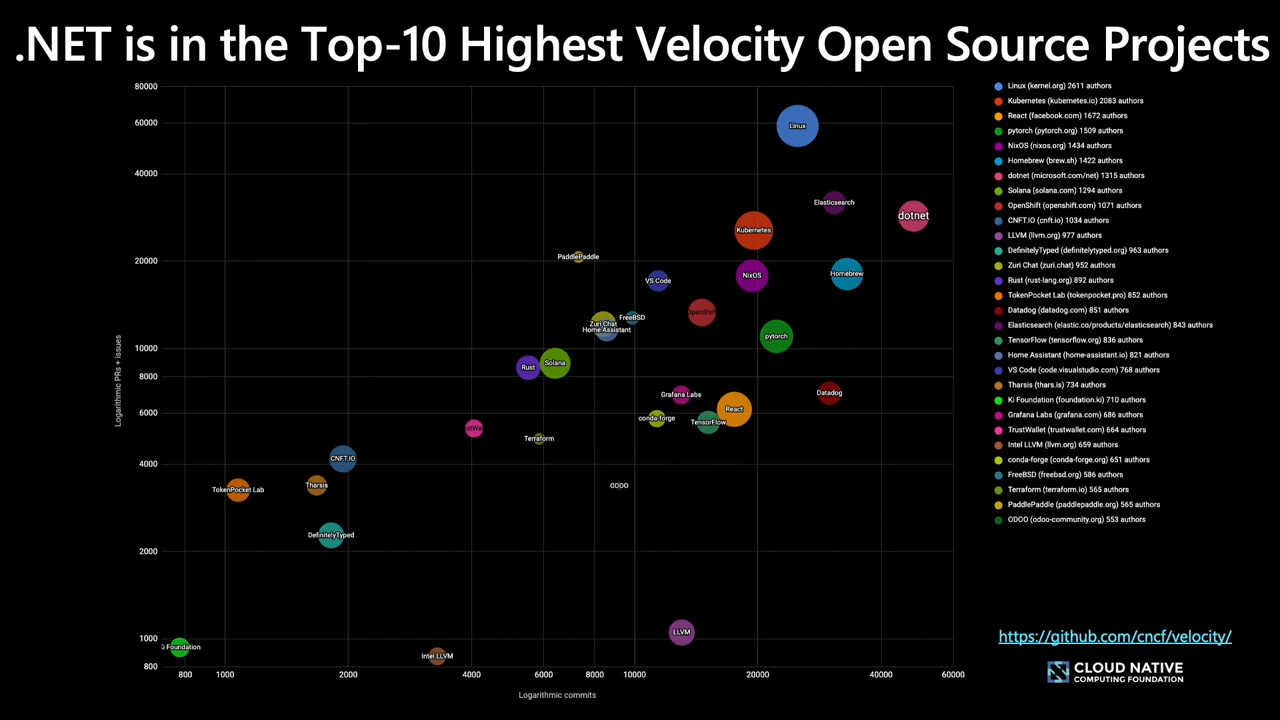 .NET is in the Top-10 Highest Velocity Open Source Projects
80000
60000
40000
20000
10000
8000
6000
4000
2000
1000
800
Logarithmic PRs + issues
Linux
Elasticsearch
dotnet
Kubernetes
PaddlePaddle
NixOS
Homebrew
VS Code
OpenShift
FreeBSD
Zuri Chat
Home Assistant
pytorch
Solana
Rust
Grafana Labs
Datadog
React
conda-forge
TensorFlow
stWa
Terraform
CNFT.IO
Tharsis
ODOO
TokenPocket Lab
DefinitelyTyped
LLVM
Ki Foundation
Intel LLVM
800
1000
2000
4000
6000
8000
10000
20000
40000
60000
Logarithmic commits
Linux (kernel.org) 2611 authors
Kubernetes (kubernetes.io) 2083 authors
React (facebook.com) 1672 authors
pytorch (pytorch.org) 1509 authors
NixOS (nixos.org) 1434 authors
Homebrew (brew.sh) 1422 authors
dotnet (microsoft.com/net) 1315 authors
Solana (solana.com) 1294 authors
OpenShift (openshift.com) 1071 authors
CNFT.IO (cnft.io) 1034 authors
LLVM (llvm.org) 977 authors
DefinitelyTyped (definitelytyped.org) 963 authors
Zuri Chat (zuri.chat) 952 authors
Rust (rust-lang.org) 892 authors
TokenPocket Lab (tokenpocket.pro) 852 authors
Datadog (datadog.com) 851 authors
Elasticsearch (elastic.co/products/elasticsearch) 843 authors
TensorFlow (tensorflow.org) 836 authors
Home Assistant (home-assistant.io) 821 authors
VS Code (code.visualstudio.com) 768 authors
Tharsis (thars.is) 734 authors
Ki Foundation (foundation.ki) 710 authors
Grafana Labs (grafana.com) 686 authors
TrustWallet (trustwallet.com) 664 authors
Intel LLVM (llvm.org) 659 authors
conda-forge (conda-forge.org) 651 authors
FreeBSD (freebsd.org) 586 authors
Terraform (terraform.io) 565 authors
PaddlePaddle (paddlepaddle.org) 565 authors
ODOO (odoo-community.org) 553 authors
https://github.com/cncf/velocity/
CLOUD NATIVE
COMPUTING FOUNDATION